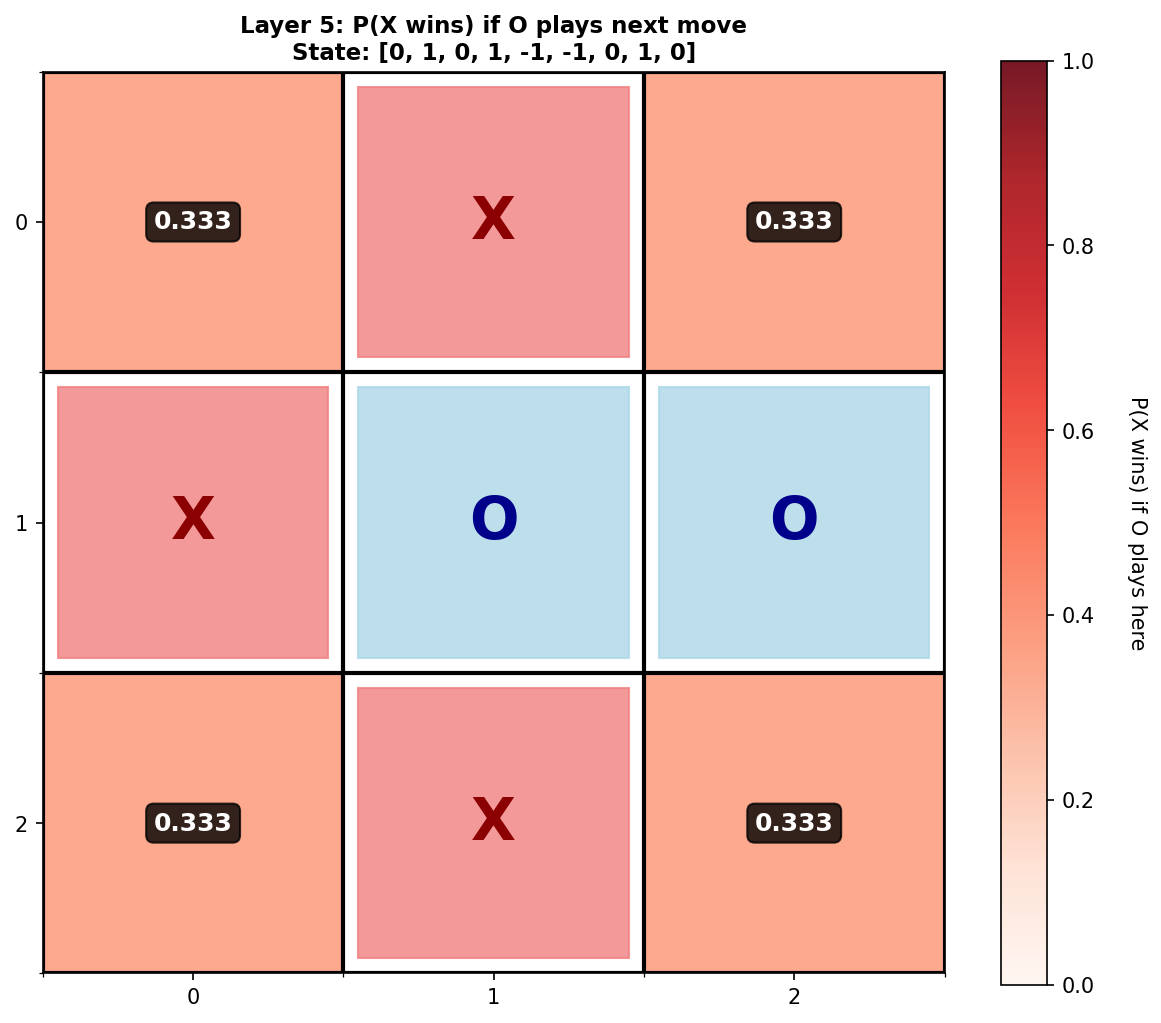 Layer 5: P(X wins) if O plays next move
State: [0, 1, 0, 1, -1, -1, 0, 1, 0]
0
0.333
X
0.333
1
X
O
O
2
0.333
X
0.333
0
1
2
1.0
0.8
0.6
0.4
0.2
0.0
P(X wins) if O plays here